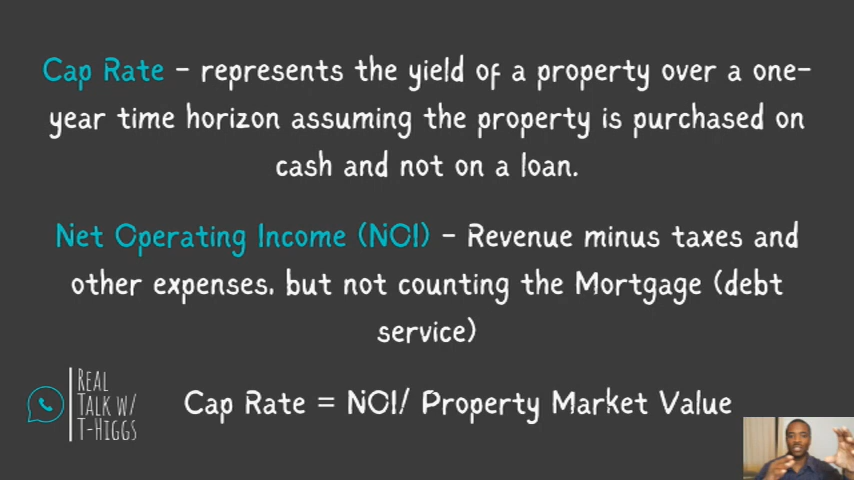 Cap Rate - represents the yield of a property over a one-
year time horizon assuming the property is purchased on
cash and not on a loan.
Net Operating Income (NOI) - Revenue minus taxes and
other expenses, but not counting the Mortgage (debt
service)
Real
Talk w/
T-Higgs
Cap Rate = NOI/ Property Market Value